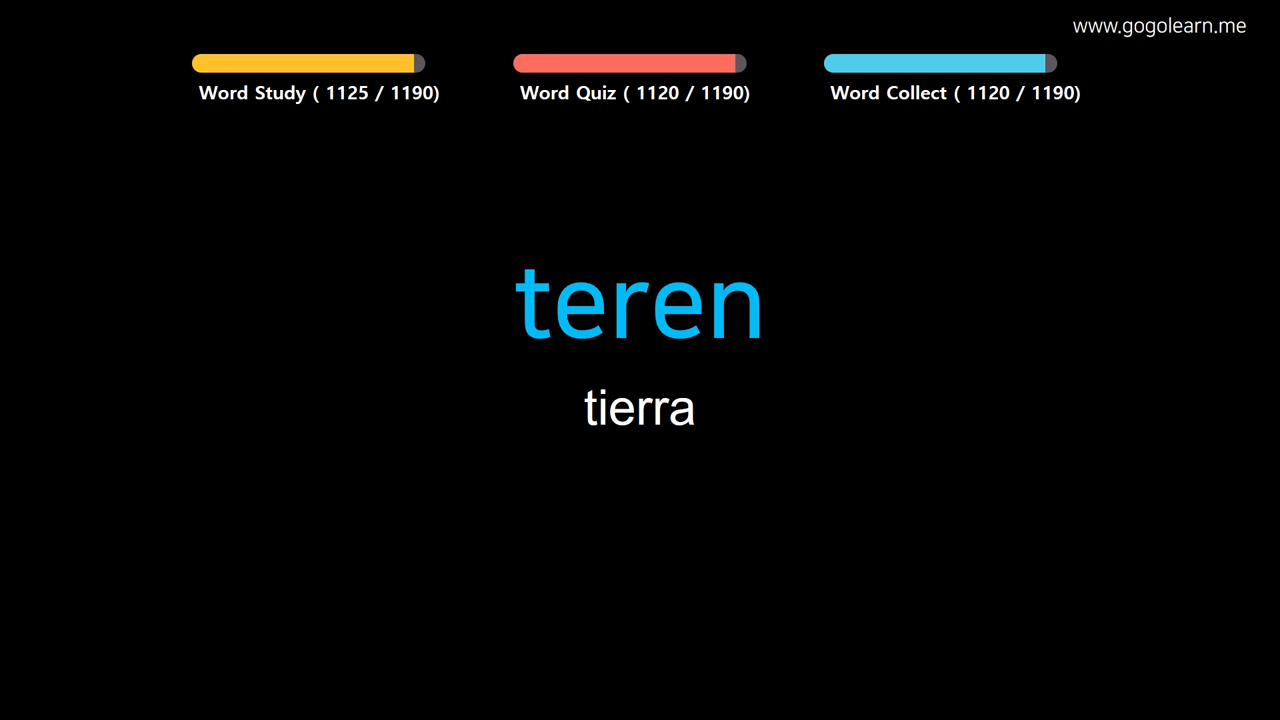 www.gogolearn.me
Word Study ( 1125 / 1190)
Word Quiz ( 1120 / 1190)
Word Collect ( 1120 / 1190)
teren
tierra